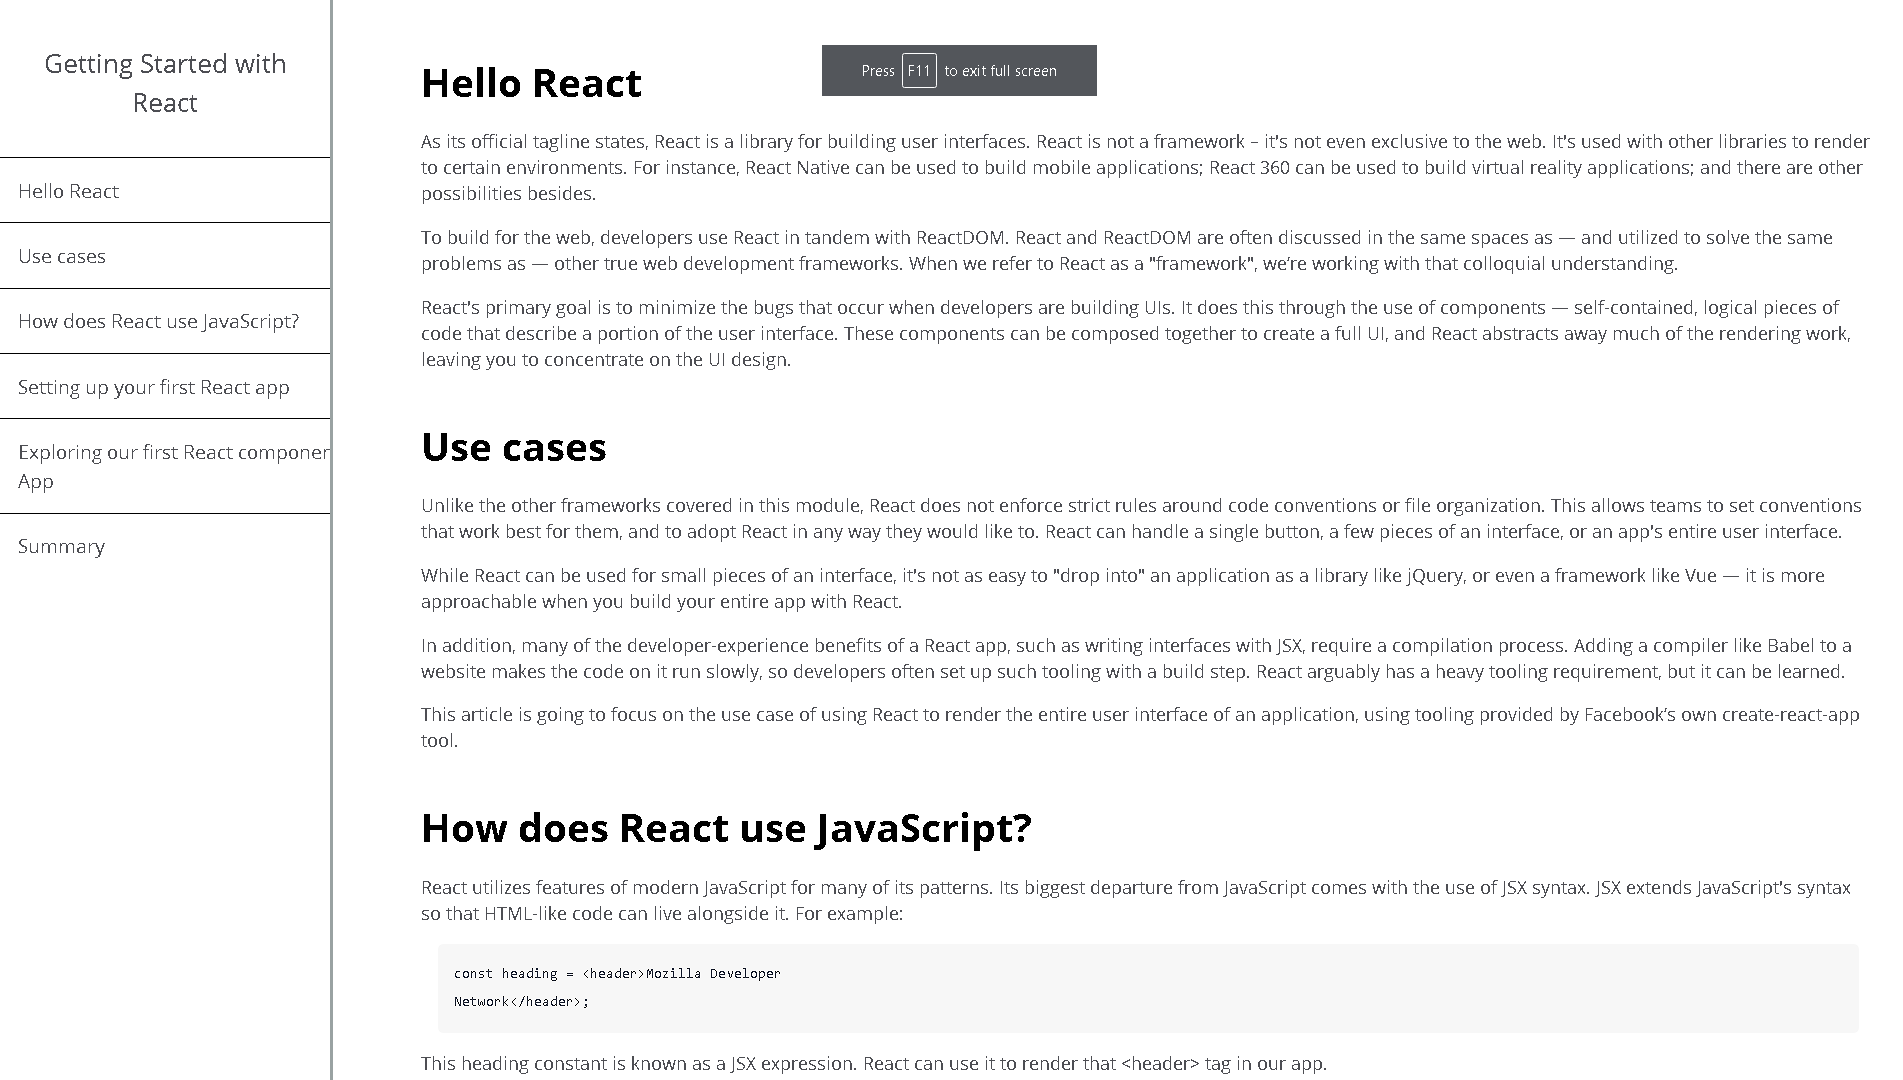 Getting Started with
React
Hello React
Use cases
How does React use JavaScript?
Setting up your first React app
Exploring our first React componen
App
Summary
Press F11 to exit full screen
Hello React
As its official tagline states, React is a library for building user interfaces. React is not a framework – it's not even exclusive to the web. It's used with other libraries to render
to certain environments. For instance, React Native can be used to build mobile applications; React 360 can be used to build virtual reality applications; and there are other
possibilities besides.
To build for the web, developers use React in tandem with ReactDOM. React and ReactDOM are often discussed in the same spaces as — and utilized to solve the same
problems as — other true web development frameworks. When we refer to React as a "framework", we’re working with that colloquial understanding.
React's primary goal is to minimize the bugs that occur when developers are building UIs. It does this through the use of components — self-contained, logical pieces of
code that describe a portion of the user interface. These components can be composed together to create a full UI, and React abstracts away much of the rendering work,
leaving you to concentrate on the UI design.
Use cases
Unlike the other frameworks covered in this module, React does not enforce strict rules around code conventions or file organization. This allows teams to set conventions
that work best for them, and to adopt React in any way they would like to. React can handle a single button, a few pieces of an interface, or an app's entire user interface.
While React can be used for small pieces of an interface, it's not as easy to "drop into" an application as a library like jQuery, or even a framework like Vue — it is more
approachable when you build your entire app with React.
In addition, many of the developer-experience benefits of a React app, such as writing interfaces with JSX, require a compilation process. Adding a compiler like Babel to a
website makes the code on it run slowly, so developers often set up such tooling with a build step. React arguably has a heavy tooling requirement, but it can be learned.
This article is going to focus on the use case of using React to render the entire user interface of an application, using tooling provided by Facebook’s own create-react-app
tool.
How does React use JavaScript?
React utilizes features of modern JavaScript for many of its patterns. Its biggest departure from JavaScript comes with the use of JSX syntax. JSX extends JavaScript's syntax
so that HTML-like code can live alongside it. For example:
const heading = <header>Mozilla Developer
Network</header>;
This heading constant is known as a JSX expression. React can use it to render that <header> tag in our app.